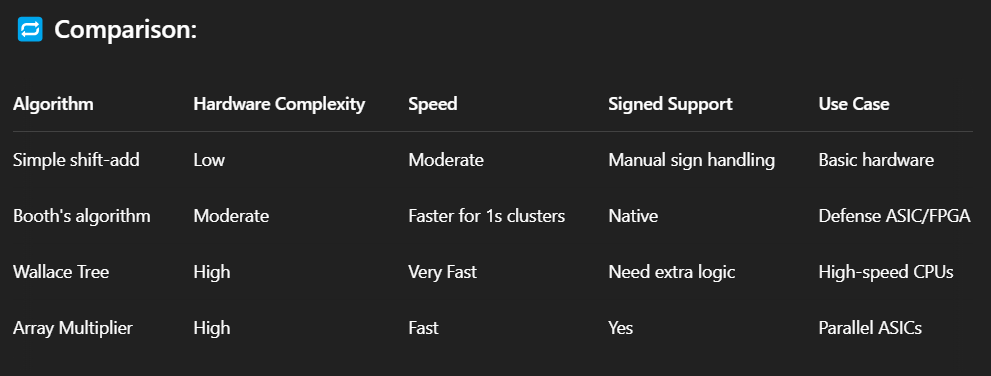 Comparison:
Algorithm Hardware Complexity Speed Signed Support Use Case
Simple shift-add Low Moderate Manual sign handling Basic hardware
Booth's algorithm Moderate Faster for 1s clusters Native Defense ASIC/FPGA
Wallace Tree High Very Fast Need extra logic High-speed CPUs
Array Multiplier High Fast Yes Parallel ASICs